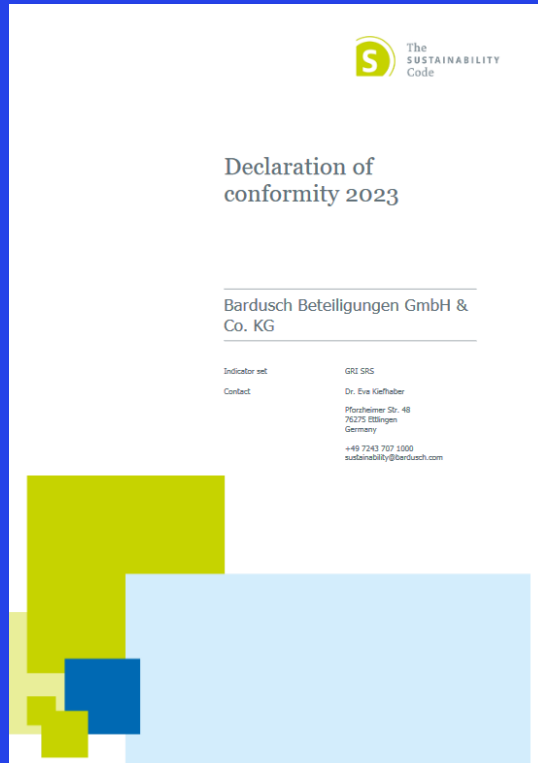 S
The
SUSTAINABILITY
Code
Declaration of
conformity 2023
Bardusch Beteiligungen GmbH &
Co. KG
Indicator set GRI SRS
Contact Dr. Eva Kiefhaber
Pforzheimer Str. 48
76275 Ettlingen
Germany
+49 7243 707 1000
sustainability@bardusch.com